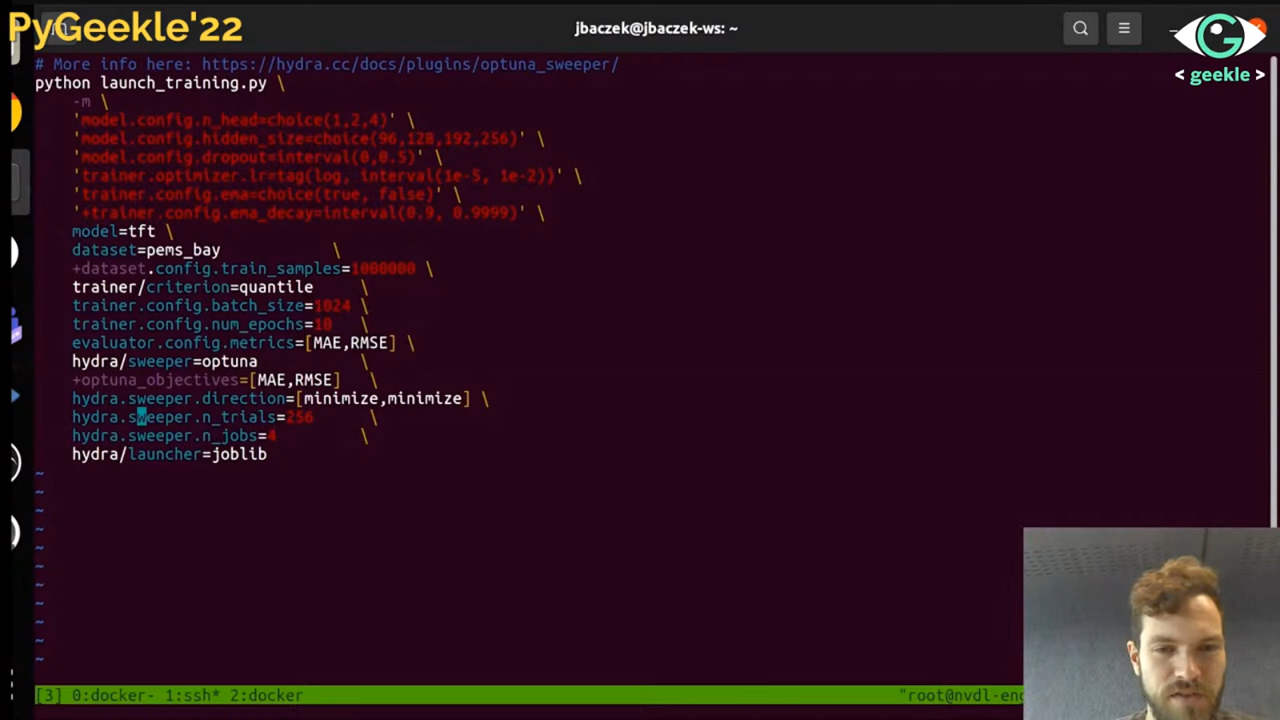 PyGeekle'22
jbaczek@jbaczek-ws: ~
G
< geekle >
# More info here: https://hydra.cc/docs/plugins/optuna_sweeper/
python launch_training.py \
-m \
'model.config.n_head=choice(1,2,4)' \
'model.config.hidden_size=choice(96,128,192,256)' \
'model.config.dropout=interval(0,0.5)' \
'trainer.optimizer.lr=tag(log, interval(1e-5, 1e-2))' \
'trainer.config.ema=choice(true, false)' \
'+trainer.config.ema_decay=interval(0.9, 0.9999)' \
model=tft \
dataset=pems_bay \
+dataset.config.train_samples=1000000 \
trainer/criterion=quantile \
trainer.config.batch_size=1024 \
trainer.config.num_epochs=10 \
evaluator.config.metrics=[MAE,RMSE] \
hydra/sweeper=optuna \
+optuna_objectives=[MAE,RMSE] \
hydra.sweeper.direction=[minimize,minimize] \
hydra.sweeper.n_trials=256 \
hydra.sweeper.n_jobs=4 \
hydra/launcher=joblib
~
~
~
~
~
~
~
~
~
~
~
[3] 0:docker- 1:ssh* 2:docker "root@nvdl-en